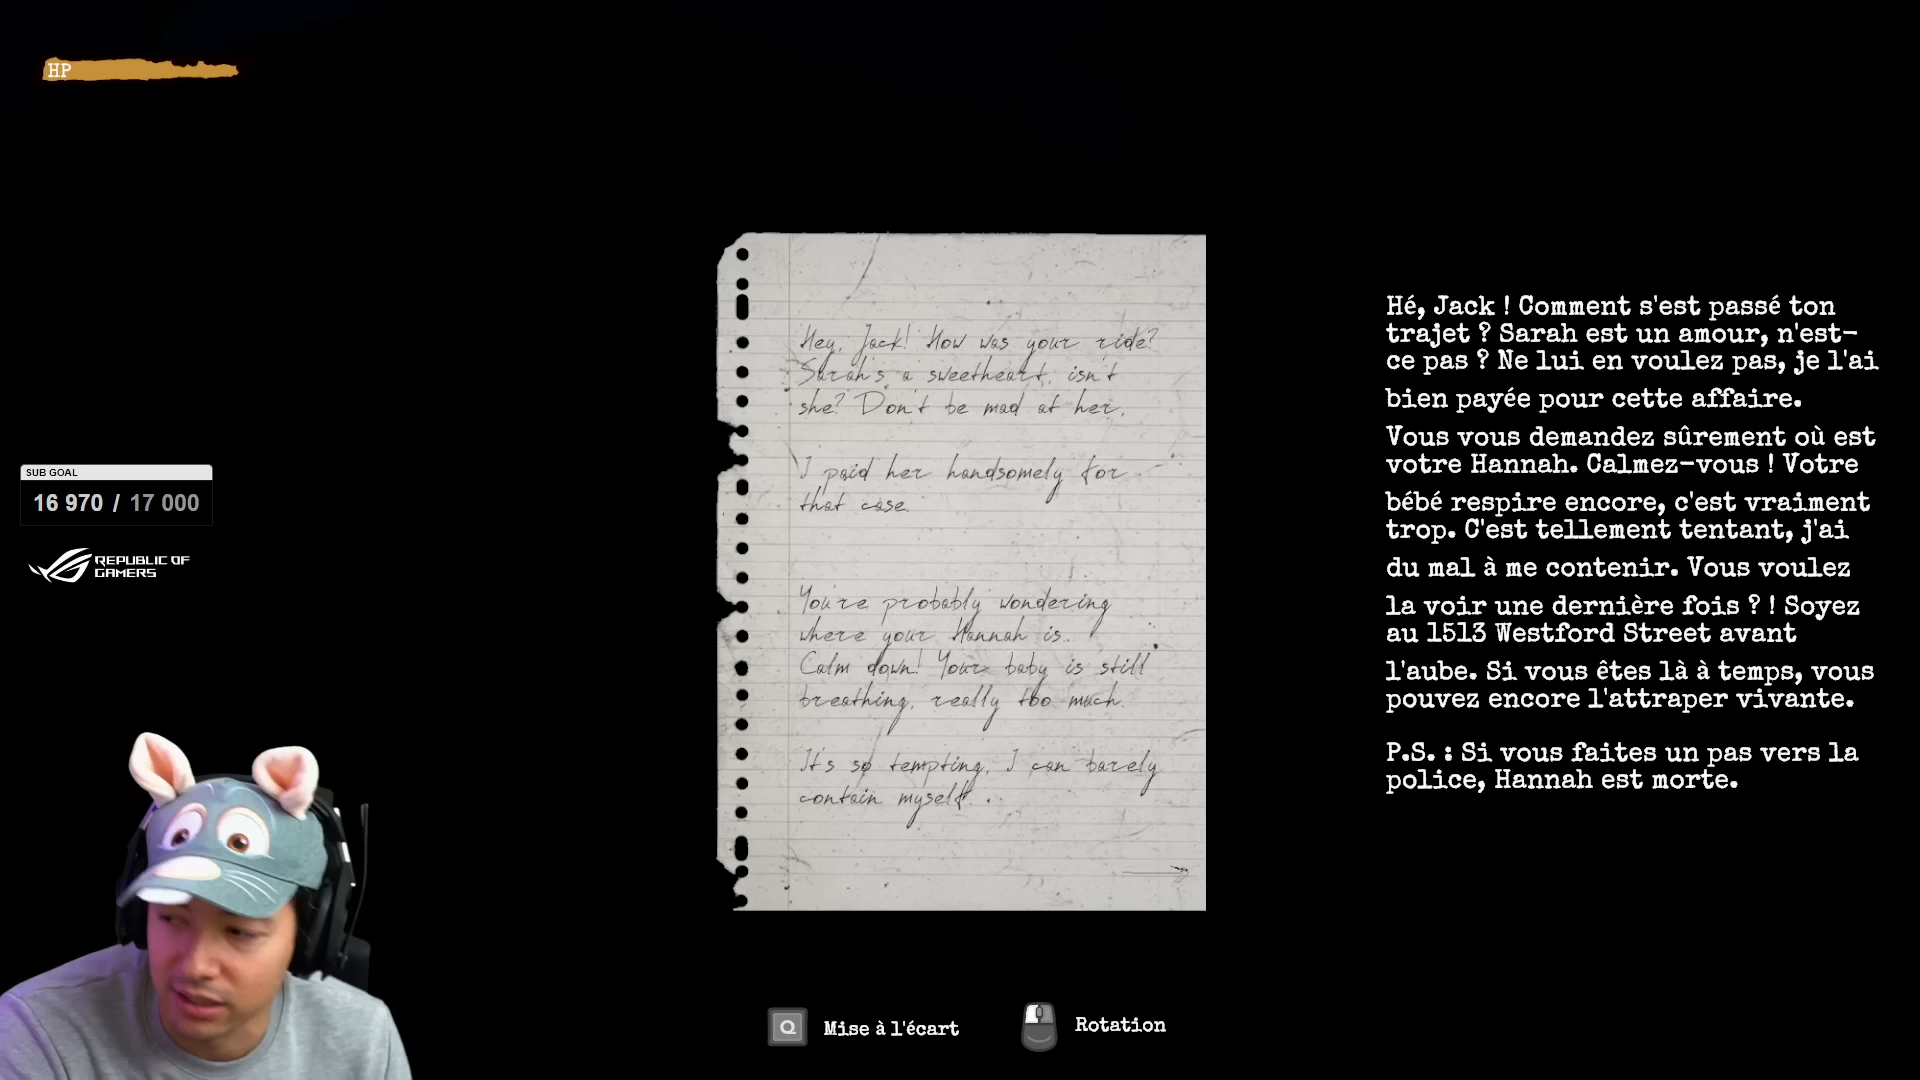 HP
SUB GOAL
16 970 / 17 000
REPUBLIC OF
GAMERS
Hey, Jack! How was your ride?
Sarah's a sweetheart, isn't
she? Don't be mad at her.
I paid her handsomely for
that case.
You're probably wondering
where your Hannah is.
Calm down! Your baby is still
breathing, really too much.
It's so tempting, I can barely
contain myself.
Hé, Jack ! Comment s'est passé ton
trajet ? Sarah est un amour, n'est-
ce pas ? Ne lui en voulez pas, je l'ai
bien payée pour cette affaire.
Vous vous demandez sûrement où est
votre Hannah. Calmez-vous ! Votre
bébé respire encore, c'est vraiment
trop. C'est tellement tentant, j'ai
du mal à me contenir. Vous voulez
la voir une dernière fois ? ! Soyez
au 1513 Westford Street avant
l'aube. Si vous êtes là à temps, vous
pouvez encore l'attraper vivante.
P.S. : Si vous faites un pas vers la
police, Hannah est morte.
Q Mise à l'écart
Rotation